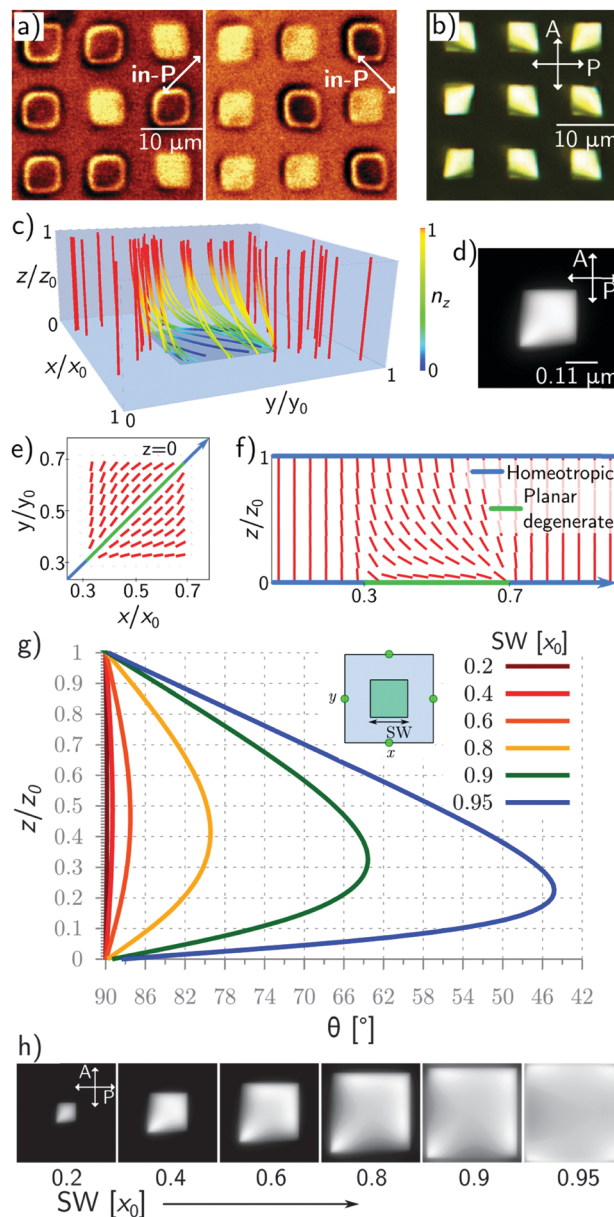 a)
in-P
10 μm
in-P
b)
A
P
10 μm
c)
1
z/z0
0
x/x0
1
0
y/y0
1
1
nz
0
d)
A
P
0.11 μm
e)
z=0
0.7
0.5
0.3
y/y0
0.3 0.5 0.7
x/x0
f)
1
z/z0
0
0.3 0.7
Homeotropic
Planar
degenerate
g)
1
0.9
0.8
0.7
0.6
0.5
0.4
0.3
0.2
0.1
0
z/z0
90 86 82 78 74 70 66 62 58 54 50 46 42
θ [°]
y
SW
x
SW [x0]
0.2
0.4
0.6
0.8
0.9
0.95
h)
A
P
0.2 0.4 0.6 0.8 0.9 0.95
SW [x0]